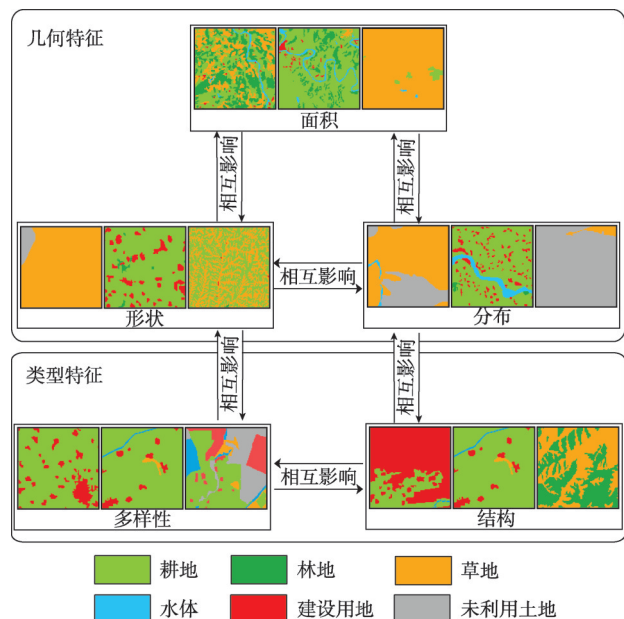 几何特征
面积
相互影响
相互影响
形状
相互影响
分布
相互影响
相互影响
类型特征
多样性
相互影响
结构
耕地
林地
草地
水体
建设用地
未利用土地